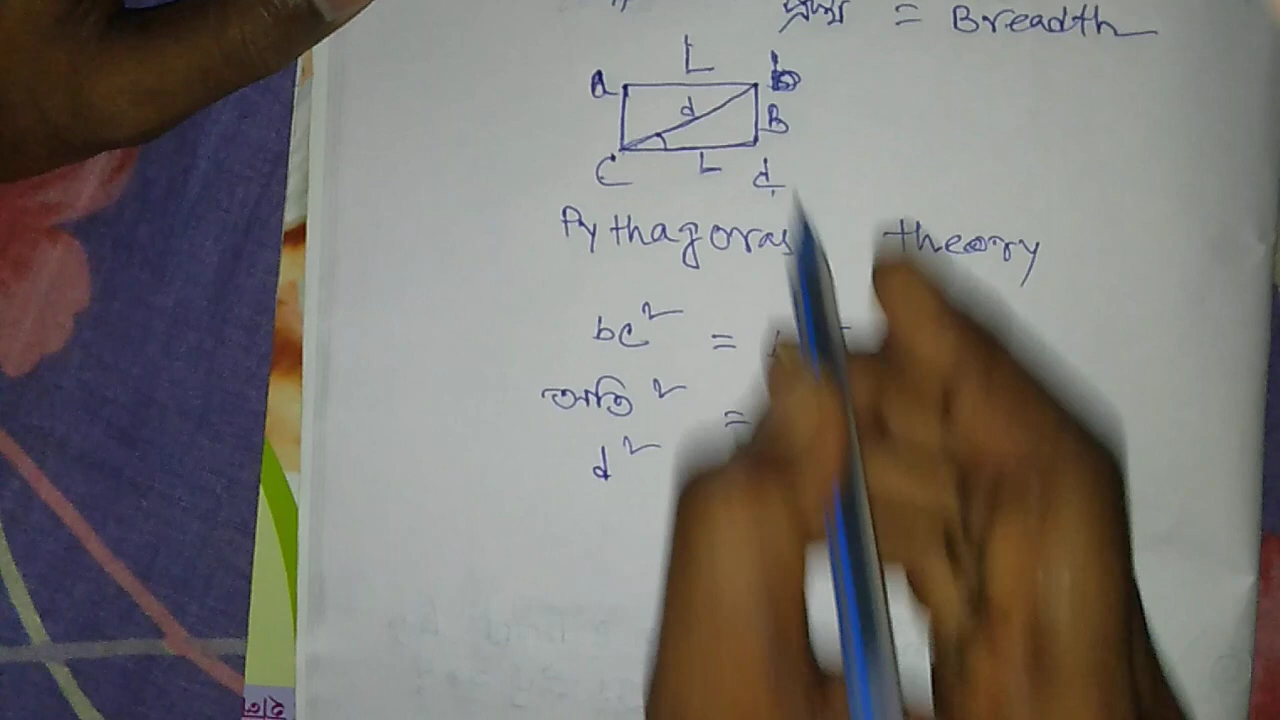 প্রস্থ = Breadth
L
a b
d B
C L d
Pythagoras theory
bc² =
অতি² =
d²